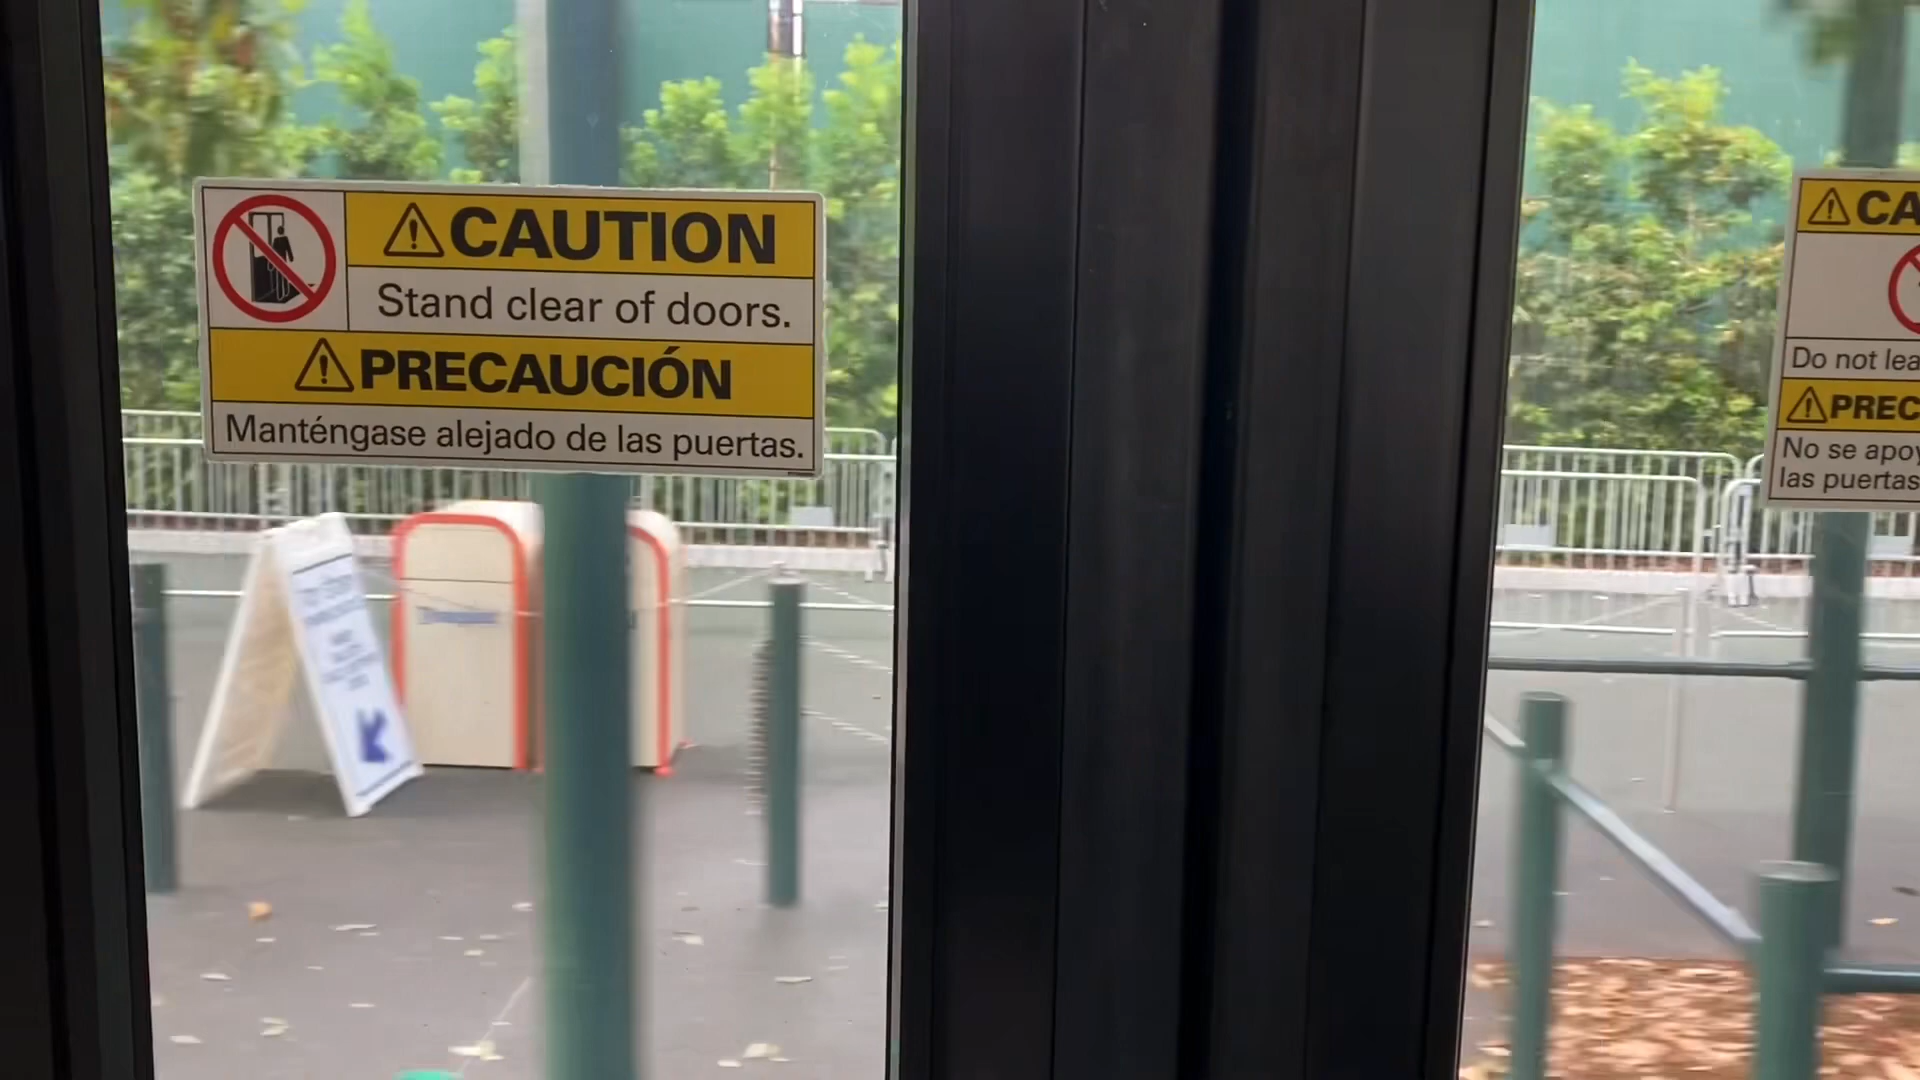 CAUTION
Stand clear of doors.
PRECAUCIÓN
Manténgase alejado de las puertas.
CA
Do not lea
PREC
No se apoy
las puertas